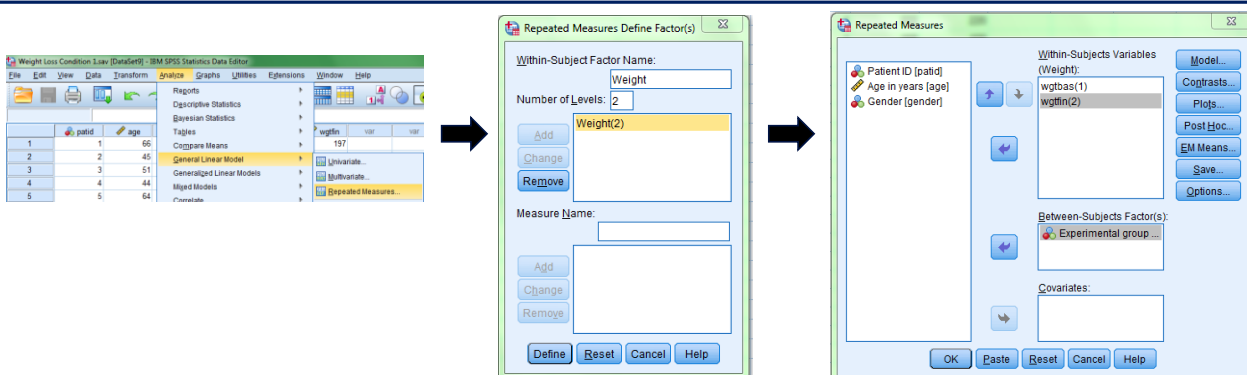 Weight Loss Condition 1.sav [DataSet9] - IBM SPSS Statistics Data Editor
File Edit View Data Transform Analyze Graphs Utilities Extensions Window Help
Reports
Descriptive Statistics
Bayesian Statistics
Tables
Compare Means
General Linear Model
Generalized Linear Models
Mixed Models
Correlate
Univariate...
Multivariate...
Repeated Measures...
patid age wgtfin var var
1 1 66 197
2 2 45
3 3 51
4 4 44
5 5 64
Repeated Measures Define Factor(s)
Within-Subject Factor Name:
Weight
Number of Levels: 2
Add
Change
Remove
Weight(2)
Measure Name:
Add
Change
Remove
Define Reset Cancel Help
Repeated Measures
Patient ID [patid]
Age in years [age]
Gender [gender]
Within-Subjects Variables
(Weight):
wgtbas(1)
wgtfin(2)
Between-Subjects Factor(s):
Experimental group ...
Covariates:
Model...
Contrasts...
Plots...
Post Hoc...
EM Means...
Save...
Options...
OK Paste Reset Cancel Help